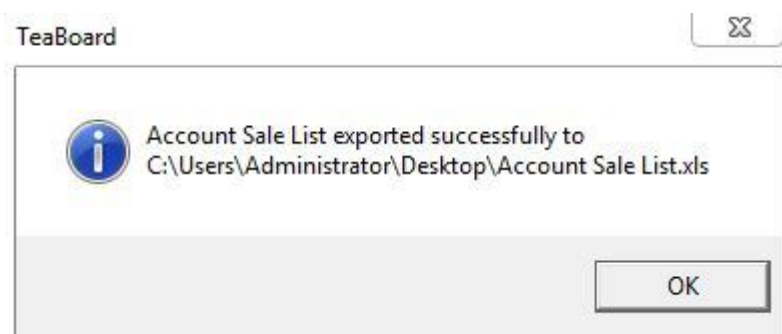 TeaBoard
Account Sale List exported successfully to
C:\Users\Administrator\Desktop\Account Sale List.xls
OK